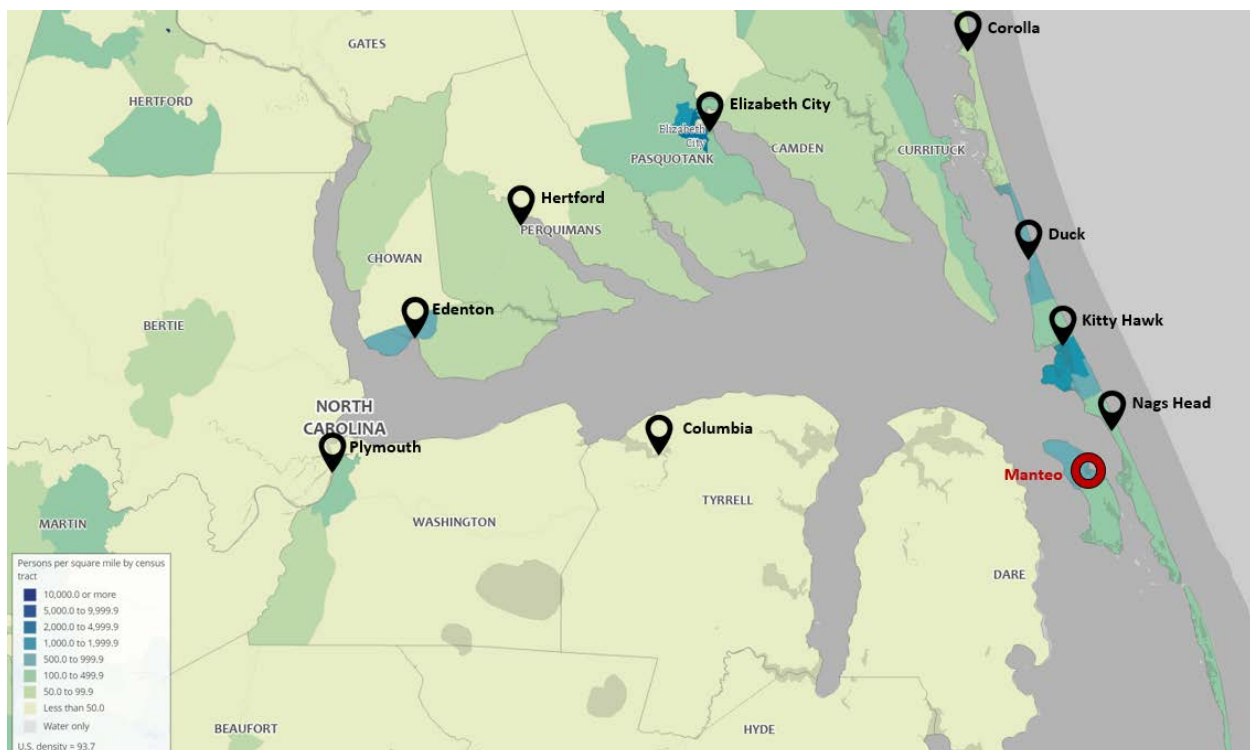 Corolla
GATES
HERTFORD
Elizabeth City
Elizabeth
City
PASQUOTANK
CAMDEN
CURRITUCK
Hertford
PERQUIMANS
Duck
CHOWAN
Edenton
Kitty Hawk
BERTIE
NORTH
CAROLINA
Plymouth
Columbia
Nags Head
Manteo
TYRRELL
WASHINGTON
MARTIN
DARE
Persons per square mile by census
tract
10,000.0 or more
5,000.0 to 9,999.9
2,000.0 to 4,999.9
1,000.0 to 1,999.9
500.0 to 999.9
100.0 to 499.9
50.0 to 99.9
Less than 50.0
Water only
U.S. density = 93.7
BEAUFORT
HYDE